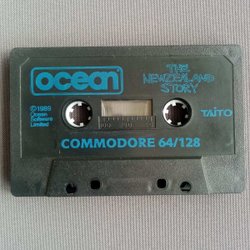 ocean
THE
NEWZEALAND
STORY
©1989
Ocean
Software
Limited
TAITO
COMMODORE 64/128